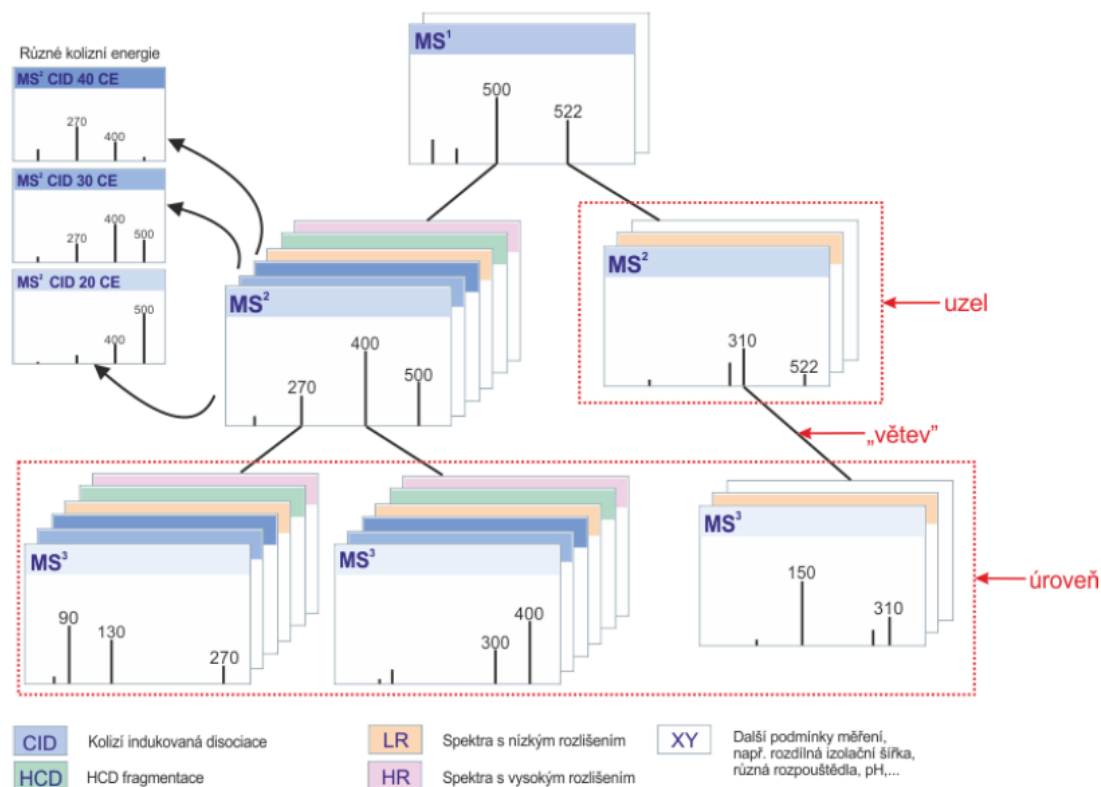 Různé kolizní energie
MS² CID 40 CE
270
400
MS² CID 30 CE
270
400
500
MS² CID 20 CE
400
500
MS¹
500
522
MS²
270
400
500
MS²
310
522
uzel
„větev”
MS³
90
130
270
MS³
300
400
MS³
150
310
úroveň
CID
Kolizí indukovaná disociace
HCD
HCD fragmentace
LR
Spektra s nízkým rozlišením
HR
Spektra s vysokým rozlišením
XY
Další podmínky měření,
např. rozdílná izolační šířka,
různá rozpouštědla, pH,...